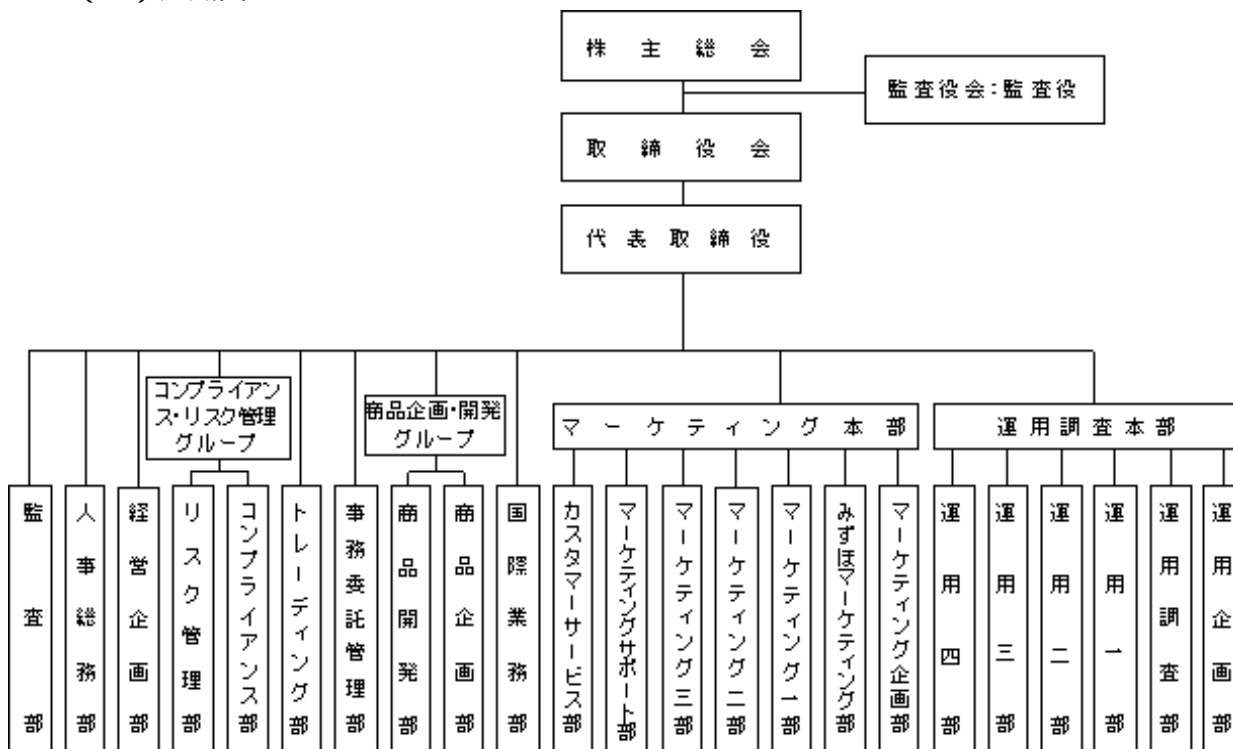 株主総会
監査役会：監査役
取締役会
代表取締役
コンプライアン
ス・リスク管理
グループ
商品企画・開発
グループ
マーケティング本部
運用調査本部
監査部
人事総務部
経営企画部
リスク管理部
コンプライアンス部
トレーディング部
事務委託管理部
商品開発部
商品企画部
国際業務部
カスタマーサービス部
マーケティングサポート部
マーケティング三部
マーケティング二部
マーケティング一部
みずほマーケティング部
マーケティング企画部
運用四部
運用三部
運用二部
運用一部
運用調査部
運用企画部